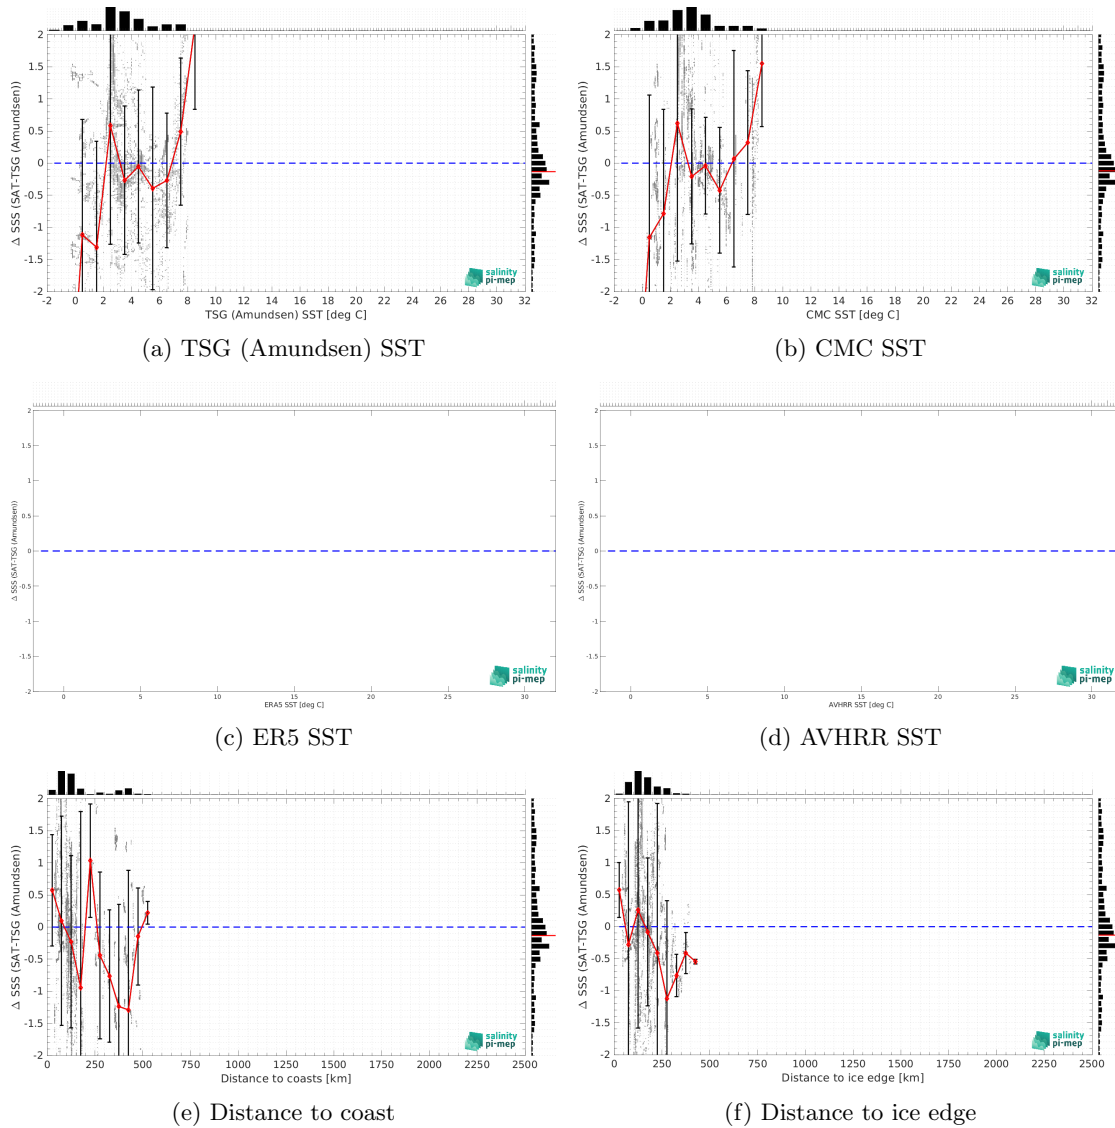 2
1.5
1
0.5
0
-0.5
-1
-1.5
-2
Δ SSS (SAT-TSG (Amundsen))
-2 0 2 4 6 8 10 12 14 16 18 20 22 24 26 28 30 32
TSG (Amundsen) SST [deg C]
salinity
pi-mep
(a) TSG (Amundsen) SST
2
1.5
1
0.5
0
-0.5
-1
-1.5
-2
Δ SSS (SAT-TSG (Amundsen))
-2 0 2 4 6 8 10 12 14 16 18 20 22 24 26 28 30 32
CMC SST [deg C]
salinity
pi-mep
(b) CMC SST
2
1.5
1
0.5
0
-0.5
-1
-1.5
-2
Δ SSS (SAT-TSG (Amundsen))
0 5 10 15 20 25 30
ERA5 SST [deg C]
salinity
pi-mep
(c) ER5 SST
2
1.5
1
0.5
0
-0.5
-1
-1.5
-2
Δ SSS (SAT-TSG (Amundsen))
0 5 10 15 20 25 30
AVHRR SST [deg C]
salinity
pi-mep
(d) AVHRR SST
2
1.5
1
0.5
0
-0.5
-1
-1.5
-2
Δ SSS (SAT-TSG (Amundsen))
0 250 500 750 1000 1250 1500 1750 2000 2250 2500
Distance to coasts [km]
salinity
pi-mep
(e) Distance to coast
2
1.5
1
0.5
0
-0.5
-1
-1.5
-2
Δ SSS (SAT-TSG (Amundsen))
0 250 500 750 1000 1250 1500 1750 2000 2250 2500
Distance to ice edge [km]
salinity
pi-mep
(f) Distance to ice edge